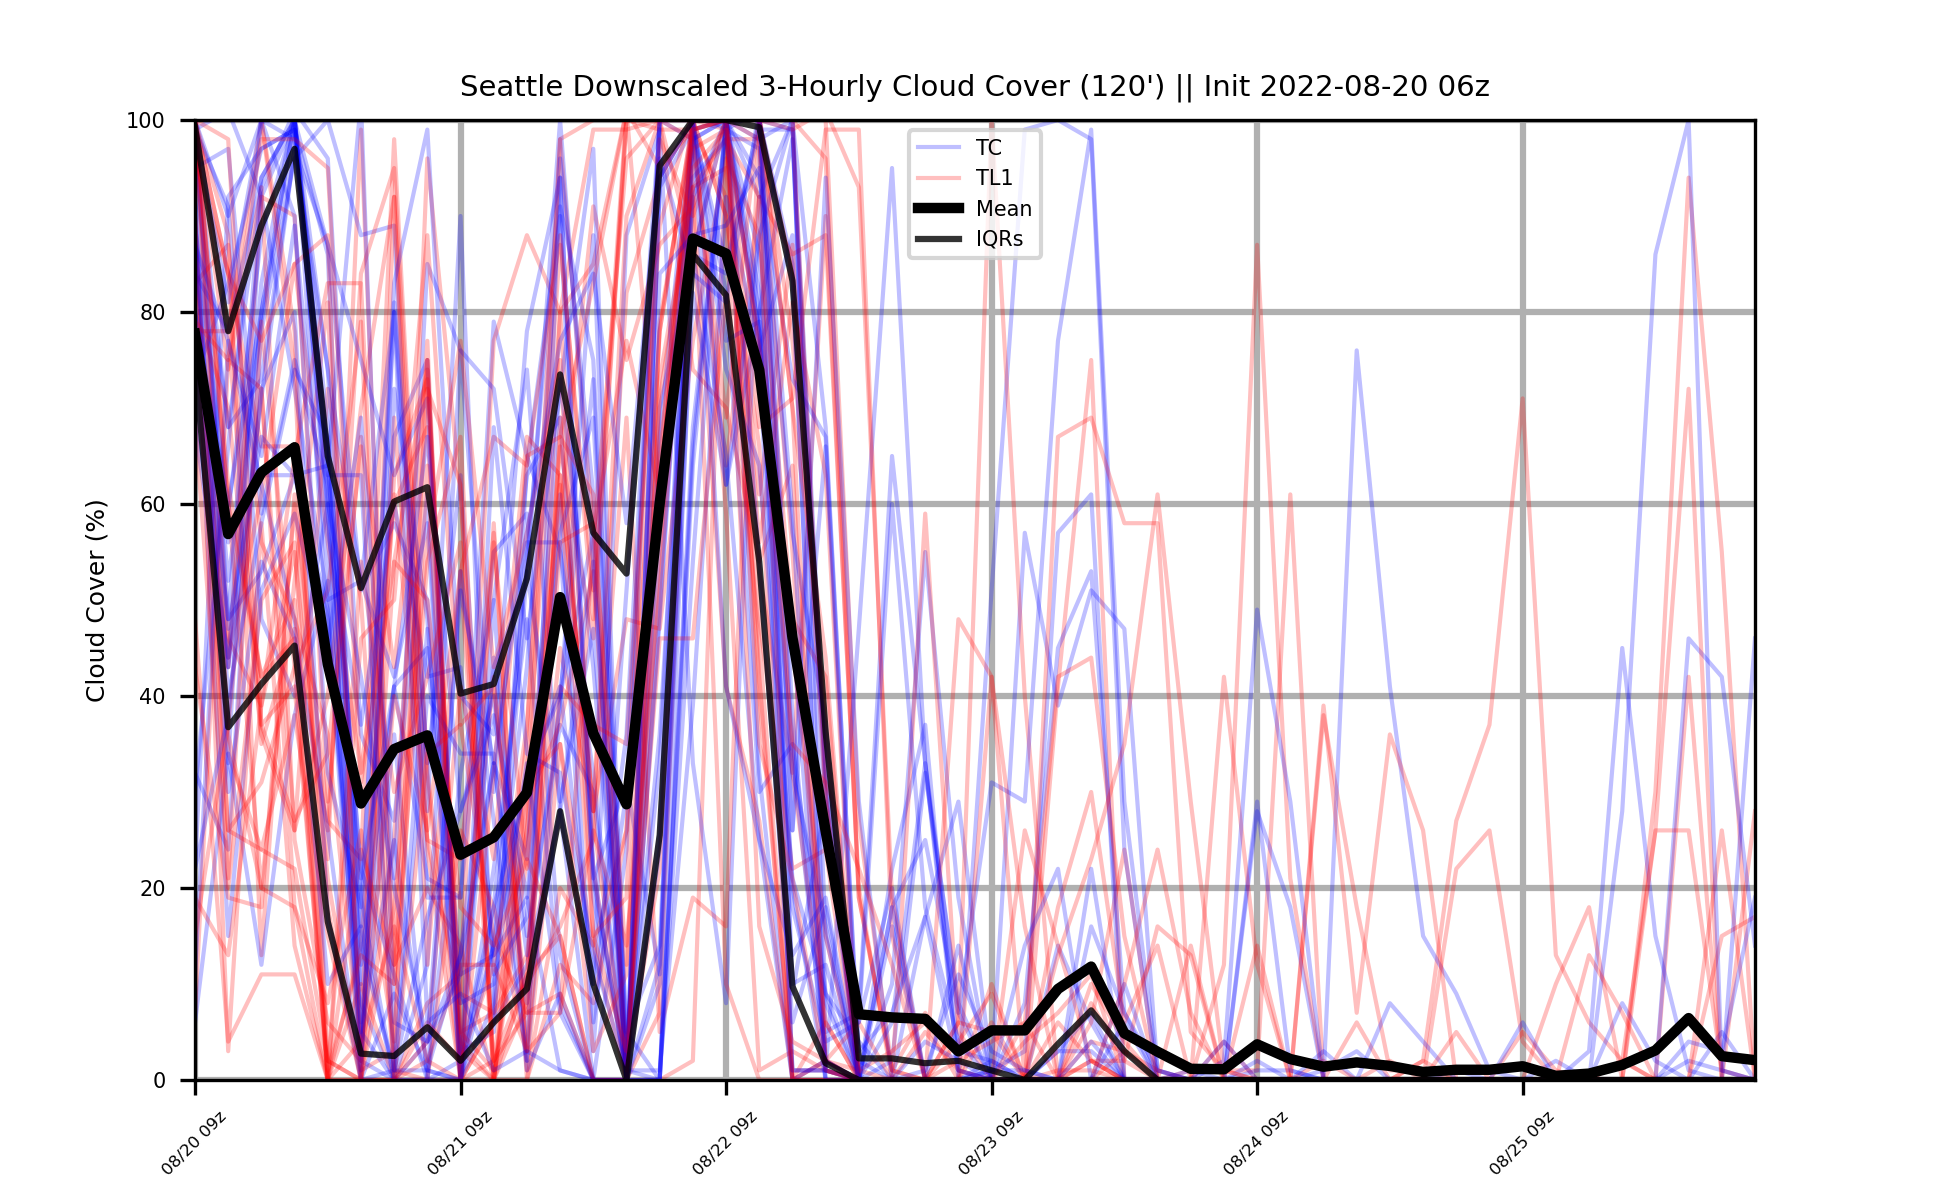 Seattle Downscaled 3-Hourly Cloud Cover (120') || Init 2022-08-20 06z
100
80
60
40
20
0
Cloud Cover (%)
TC
TL1
Mean
IQRs
08/20 09z
08/21 09z
08/22 09z
08/23 09z
08/24 09z
08/25 09z